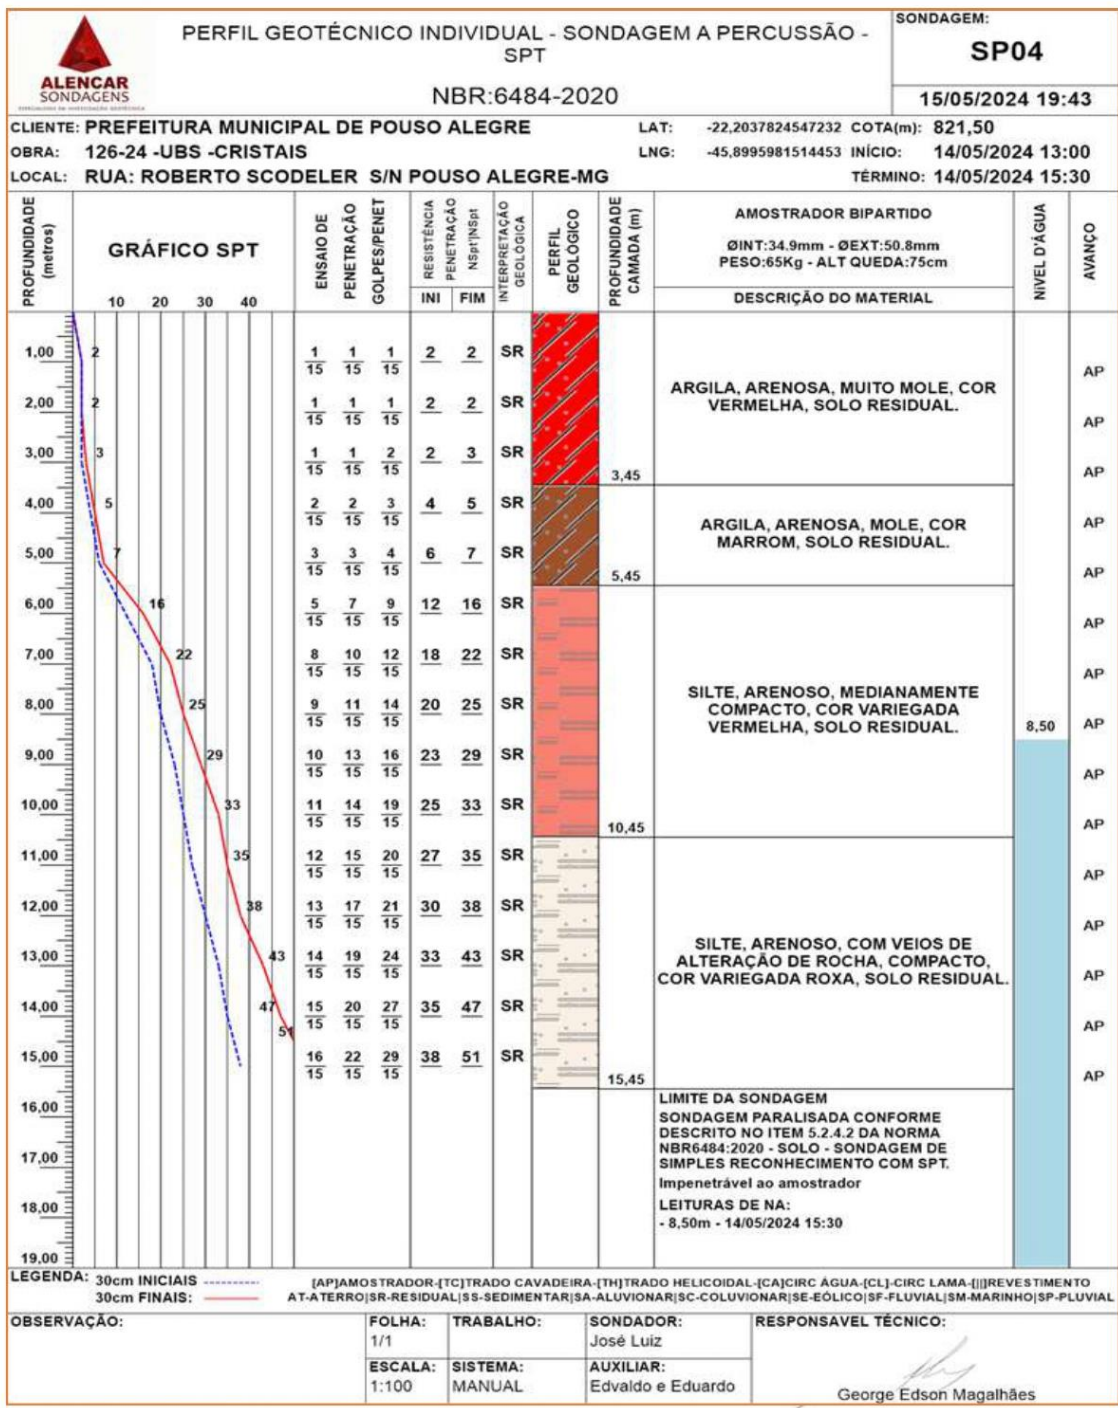 PERFIL GEOTÉCNICO INDIVIDUAL - SONDAGEM A PERCUSSÃO -
SPT
NBR:6484-2020
ALENCAR
SONDAGENS
SONDAGEM:
SP04
15/05/2024 19:43
CLIENTE: PREFEITURA MUNICIPAL DE POUSO ALEGRE LAT: -22,2037824547232 COTA(m): 821,50
OBRA: 126-24 -UBS -CRISTAIS LNG: -45,8995981514453 INÍCIO: 14/05/2024 13:00
LOCAL: RUA: ROBERTO SCODELER S/N POUSO ALEGRE-MG TÉRMINO: 14/05/2024 15:30
PROFUNDIDADE
(metros)
GRÁFICO SPT
10 20 30 40
ENSAIO DE
PENETRAÇÃO
GOLPES/PENET
RESISTÊNCIA
PENETRAÇÃO
NSpt'|NSpt
INI FIM
INTERPRETAÇÃO
GEOLÓGICA
PERFIL
GEOLÓGICO
PROFUNDIDADE
CAMADA (m)
AMOSTRADOR BIPARTIDO
ØINT:34.9mm - ØEXT:50.8mm
PESO:65Kg - ALT QUEDA:75cm
DESCRIÇÃO DO MATERIAL
NíVEL D'ÁGUA
AVANÇO
1,00 2 1/15 1/15 1/15 2 2 SR AP
2,00 2 1/15 1/15 1/15 2 2 SR AP
3,00 3 1/15 1/15 2/15 2 3 SR AP
4,00 5 2/15 2/15 3/15 4 5 SR AP
5,00 7 3/15 3/15 4/15 6 7 SR AP
6,00 16 5/15 7/15 9/15 12 16 SR AP
7,00 22 8/15 10/15 12/15 18 22 SR AP
8,00 25 9/15 11/15 14/15 20 25 SR AP
9,00 29 10/15 13/15 16/15 23 29 SR AP
10,00 33 11/15 14/15 19/15 25 33 SR AP
11,00 35 12/15 15/15 20/15 27 35 SR AP
12,00 38 13/15 17/15 21/15 30 38 SR AP
13,00 43 14/15 19/15 24/15 33 43 SR AP
14,00 47 15/15 20/15 27/15 35 47 SR AP
15,00 51 16/15 22/15 29/15 38 51 SR AP
16,00
17,00
18,00
19,00
3,45
5,45
10,45
15,45
ARGILA, ARENOSA, MUITO MOLE, COR
VERMELHA, SOLO RESIDUAL.
ARGILA, ARENOSA, MOLE, COR
MARROM, SOLO RESIDUAL.
SILTE, ARENOSO, MEDIANAMENTE
COMPACTO, COR VARIEGADA
VERMELHA, SOLO RESIDUAL.
8,50
SILTE, ARENOSO, COM VEIOS DE
ALTERAÇÃO DE ROCHA, COMPACTO,
COR VARIEGADA ROXA, SOLO RESIDUAL.
LIMITE DA SONDAGEM
SONDAGEM PARALISADA CONFORME
DESCRITO NO ITEM 5.2.4.2 DA NORMA
NBR6484:2020 - SOLO - SONDAGEM DE
SIMPLES RECONHECIMENTO COM SPT.
Impenetrável ao amostrador
LEITURAS DE NA:
- 8,50m - 14/05/2024 15:30
LEGENDA: 30cm INICIAIS
30cm FINAIS:
[AP]AMOSTRADOR-[TC]TRADO CAVADEIRA-[TH]TRADO HELICOIDAL-[CA]CIRC ÁGUA-[CL]-CIRC LAMA-[||]REVESTIMENTO
AT-ATERRO|SR-RESIDUAL|SS-SEDIMENTAR|SA-ALUVIONAR|SC-COLUVIONAR|SE-EÓLICO|SF-FLUVIAL|SM-MARINHO|SP-PLUVIAL
OBSERVAÇÃO:
FOLHA:
1/1
TRABALHO:
SONDADOR:
José Luiz
RESPONSAVEL TÉCNICO:
ESCALA:
1:100
SISTEMA:
MANUAL
AUXILIAR:
Edvaldo e Eduardo
George Edson Magalhães